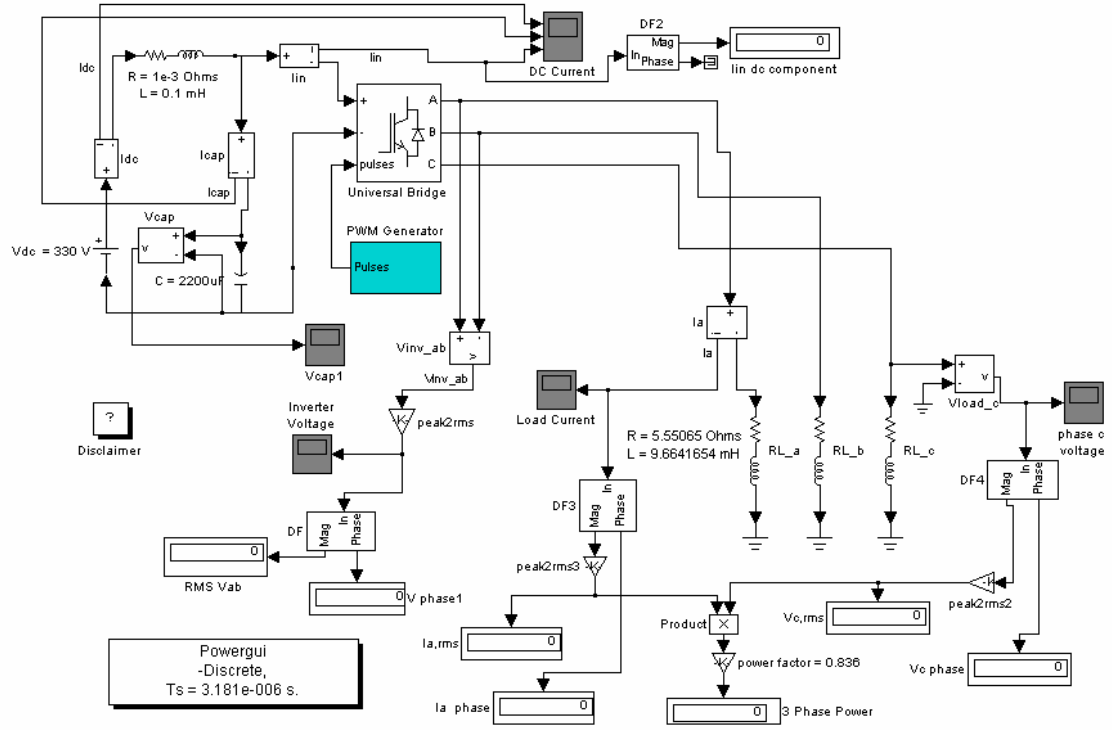 DF2
Mag
In
Phase
0
Iin dc component
DC Current
Idc
R = 1e-3 Ohms
L = 0.1 mH
+
I
-
Iin
Iin
Idc
- I
+
+
Icap
I -
Icap
+
-
pulses
A
B
C
Universal Bridge
Vcap
+
v
-
Vdc = 330 V
+
C = 2200uF
PWM Generator
Pulses
Vcap1
Vinv_ab
+ -
v
Vinv_ab
Ia
+
I -
Ia
+
v
-
Vload_c
phase c
voltage
?
Disclaimer
Inverter
Voltage
-K-
peak2rms
Load Current
R = 5.55065 Ohms
L = 9.6641654 mH
RL_a
RL_b
RL_c
DF4
In
Mag
Phase
DF3
In
Mag
Phase
DF
In
Mag
Phase
0
RMS Vab
0
V phase1
peak2rms3
-K-
-K-
peak2rms2
0
Vc,rms
Product
×
Ia,rms
0
-K-
power factor = 0.836
Vc phase
0
Powergui
-Discrete,
Ts = 3.181e-006 s.
Ia phase
0
0
3 Phase Power